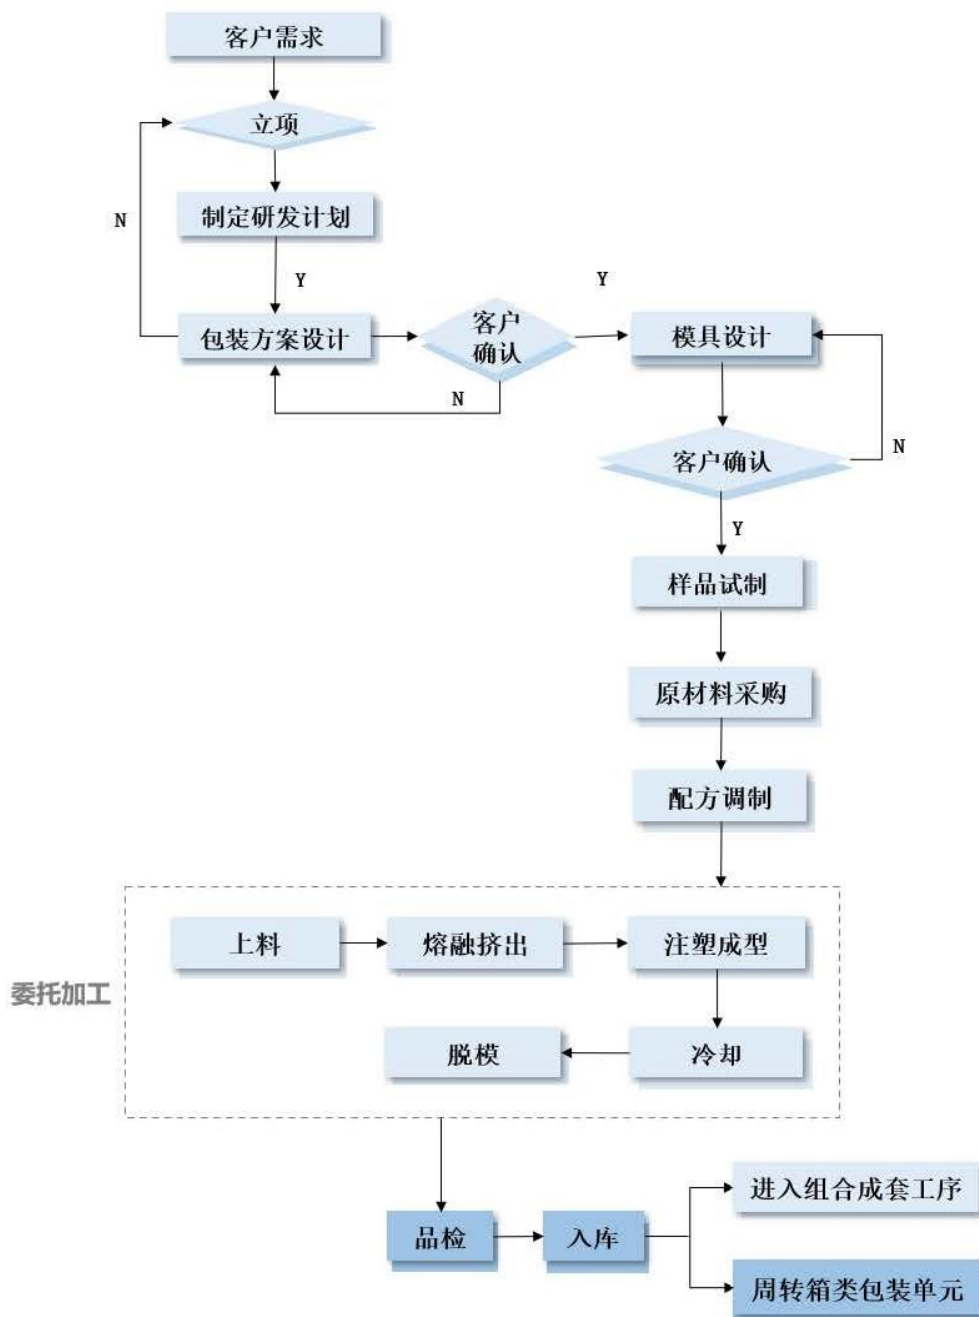 客户需求
立项
制定研发计划
N
Y
包装方案设计
客户
确认
Y
模具设计
N
客户确认
N
Y
样品试制
原材料采购
配方调制
委托加工
上料
熔融挤出
注塑成型
脱模
冷却
品检
入库
进入组合成套工序
周转箱类包装单元